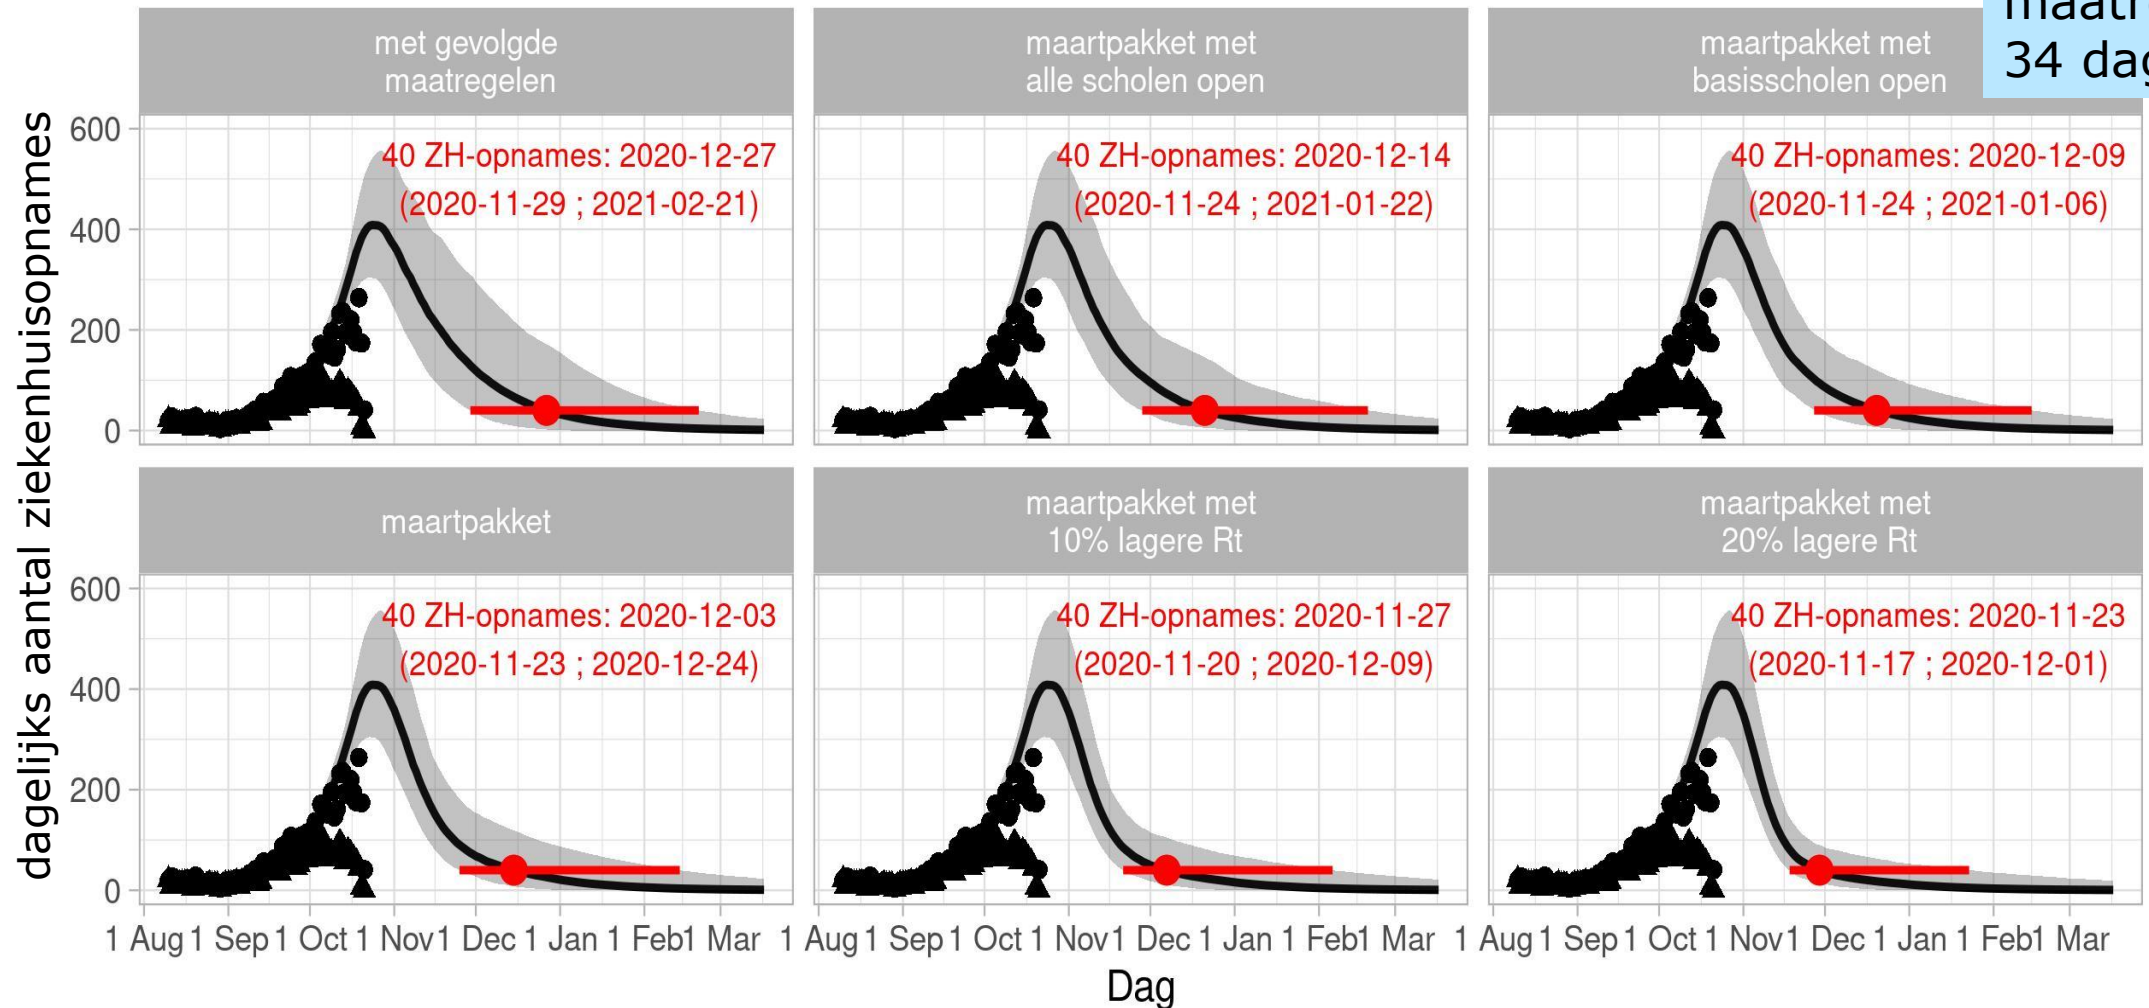 34
met gevolgde
maatregelen
maartpakket met
alle scholen open
maartpakket met
basisscholen open
dagelijks aantal ziekenhuisopnames
600
400
200
0
40 ZH-opnames: 2020-12-27
(2020-11-29 ; 2021-02-21)
40 ZH-opnames: 2020-12-14
(2020-11-24 ; 2021-01-22)
40 ZH-opnames: 2020-12-09
(2020-11-24 ; 2021-01-06)
maartpakket
maartpakket met
10% lagere Rt
maartpakket met
20% lagere Rt
600
400
200
0
40 ZH-opnames: 2020-12-03
(2020-11-23 ; 2020-12-24)
40 ZH-opnames: 2020-11-27
(2020-11-20 ; 2020-12-09)
40 ZH-opnames: 2020-11-23
(2020-11-17 ; 2020-12-01)
1 Aug 1 Sep 1 Oct 1 Nov 1 Dec 1 Jan 1 Feb 1 Mar
1 Aug 1 Sep 1 Oct 1 Nov 1 Dec 1 Jan 1 Feb 1 Mar
1 Aug 1 Sep 1 Oct 1 Nov 1 Dec 1 Jan 1 Feb 1 Mar
Dag